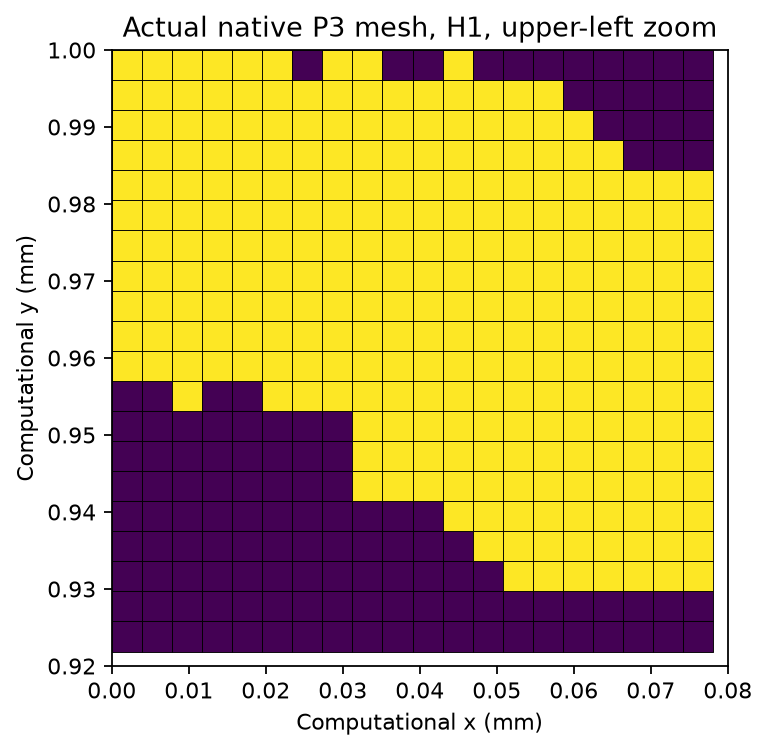 Actual native P3 mesh, H1, upper-left zoom
1.00
0.99
0.98
0.97
0.96
0.95
0.94
0.93
0.92
Computational y (mm)
0.00 0.01 0.02 0.03 0.04 0.05 0.06 0.07 0.08
Computational x (mm)